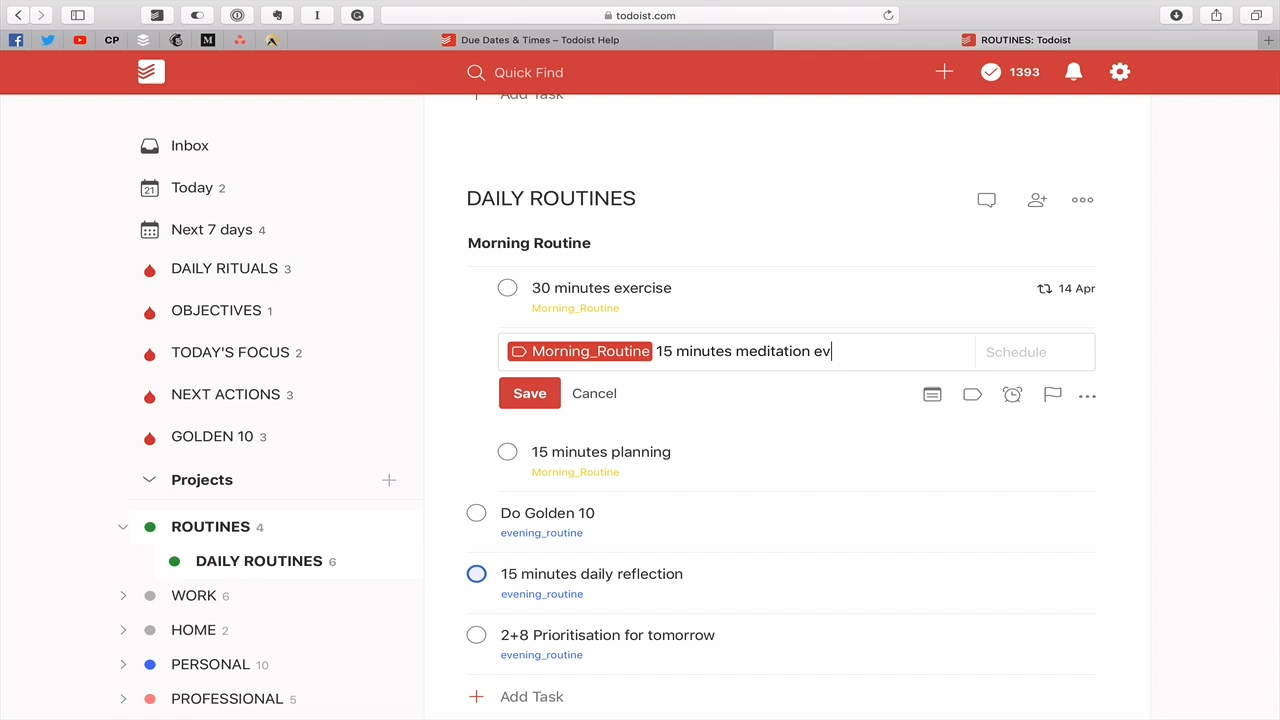 todoist.com
CP
Due Dates & Times – Todoist Help
ROUTINES: Todoist
Quick Find
1393
Add Task
Inbox
21
Today 2
Next 7 days 4
DAILY RITUALS 3
OBJECTIVES 1
TODAY'S FOCUS 2
NEXT ACTIONS 3
GOLDEN 10 3
Projects
ROUTINES 4
DAILY ROUTINES 6
WORK 6
HOME 2
PERSONAL 10
PROFESSIONAL 5
DAILY ROUTINES
Morning Routine
30 minutes exercise
14 Apr
Morning_Routine
Morning_Routine 15 minutes meditation ev
Schedule
Save
Cancel
15 minutes planning
Morning_Routine
Do Golden 10
evening_routine
15 minutes daily reflection
evening_routine
2+8 Prioritisation for tomorrow
evening_routine
Add Task